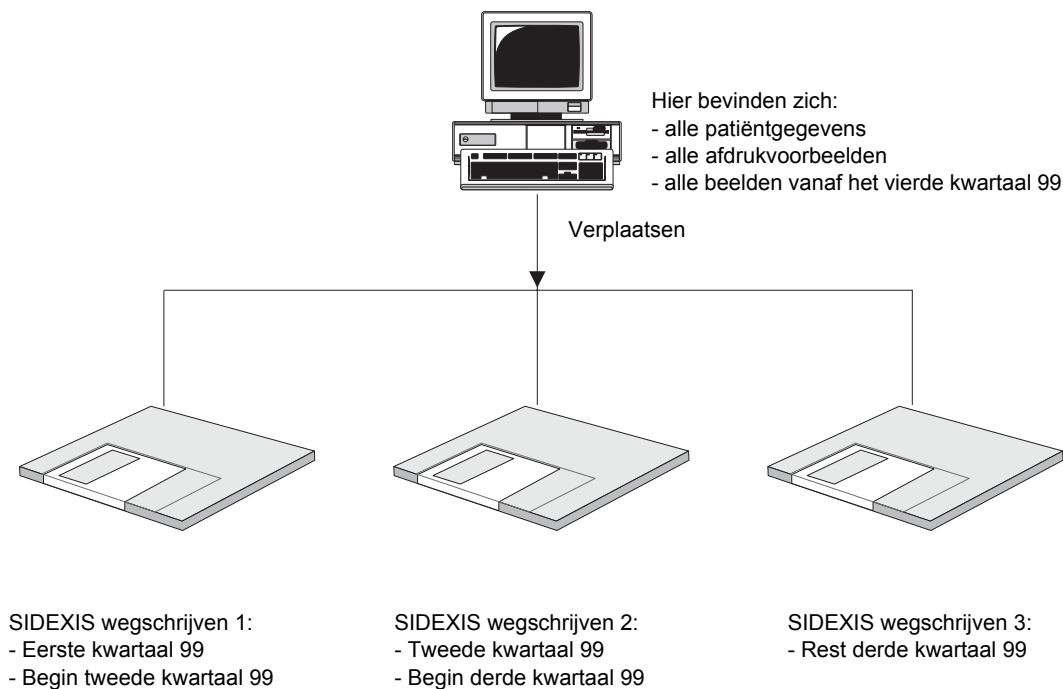 Hier bevinden zich:
- alle patiëntgegevens
- alle afdrukvoorbeelden
- alle beelden vanaf het vierde kwartaal 99
Verplaatsen
SIDEXIS wegschrijven 1:
- Eerste kwartaal 99
- Begin tweede kwartaal 99
SIDEXIS wegschrijven 2:
- Tweede kwartaal 99
- Begin derde kwartaal 99
SIDEXIS wegschrijven 3:
- Rest derde kwartaal 99